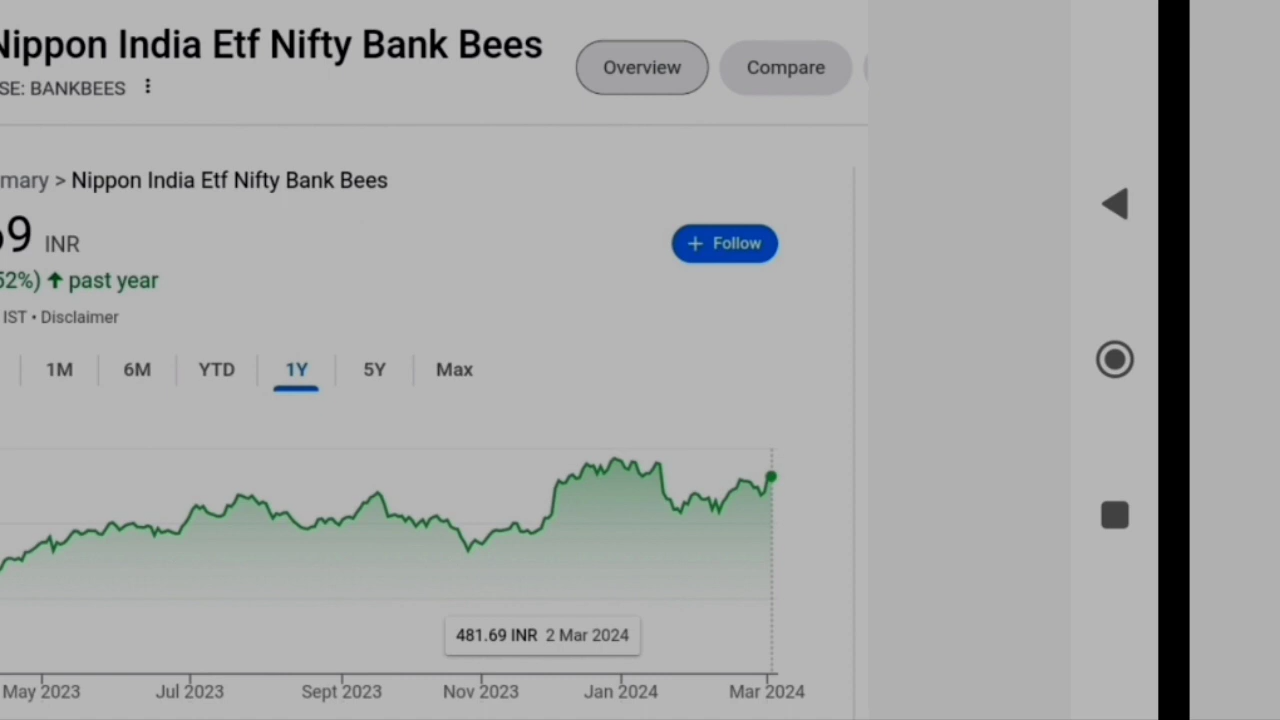 Nippon India Etf Nifty Bank Bees
Overview
Compare
SE: BANKBEES
mary > Nippon India Etf Nifty Bank Bees
69 INR
52%) ↑ past year
+ Follow
IST • Disclaimer
1M 6M YTD 1Y 5Y Max
481.69 INR 2 Mar 2024
May 2023 Jul 2023 Sept 2023 Nov 2023 Jan 2024 Mar 2024